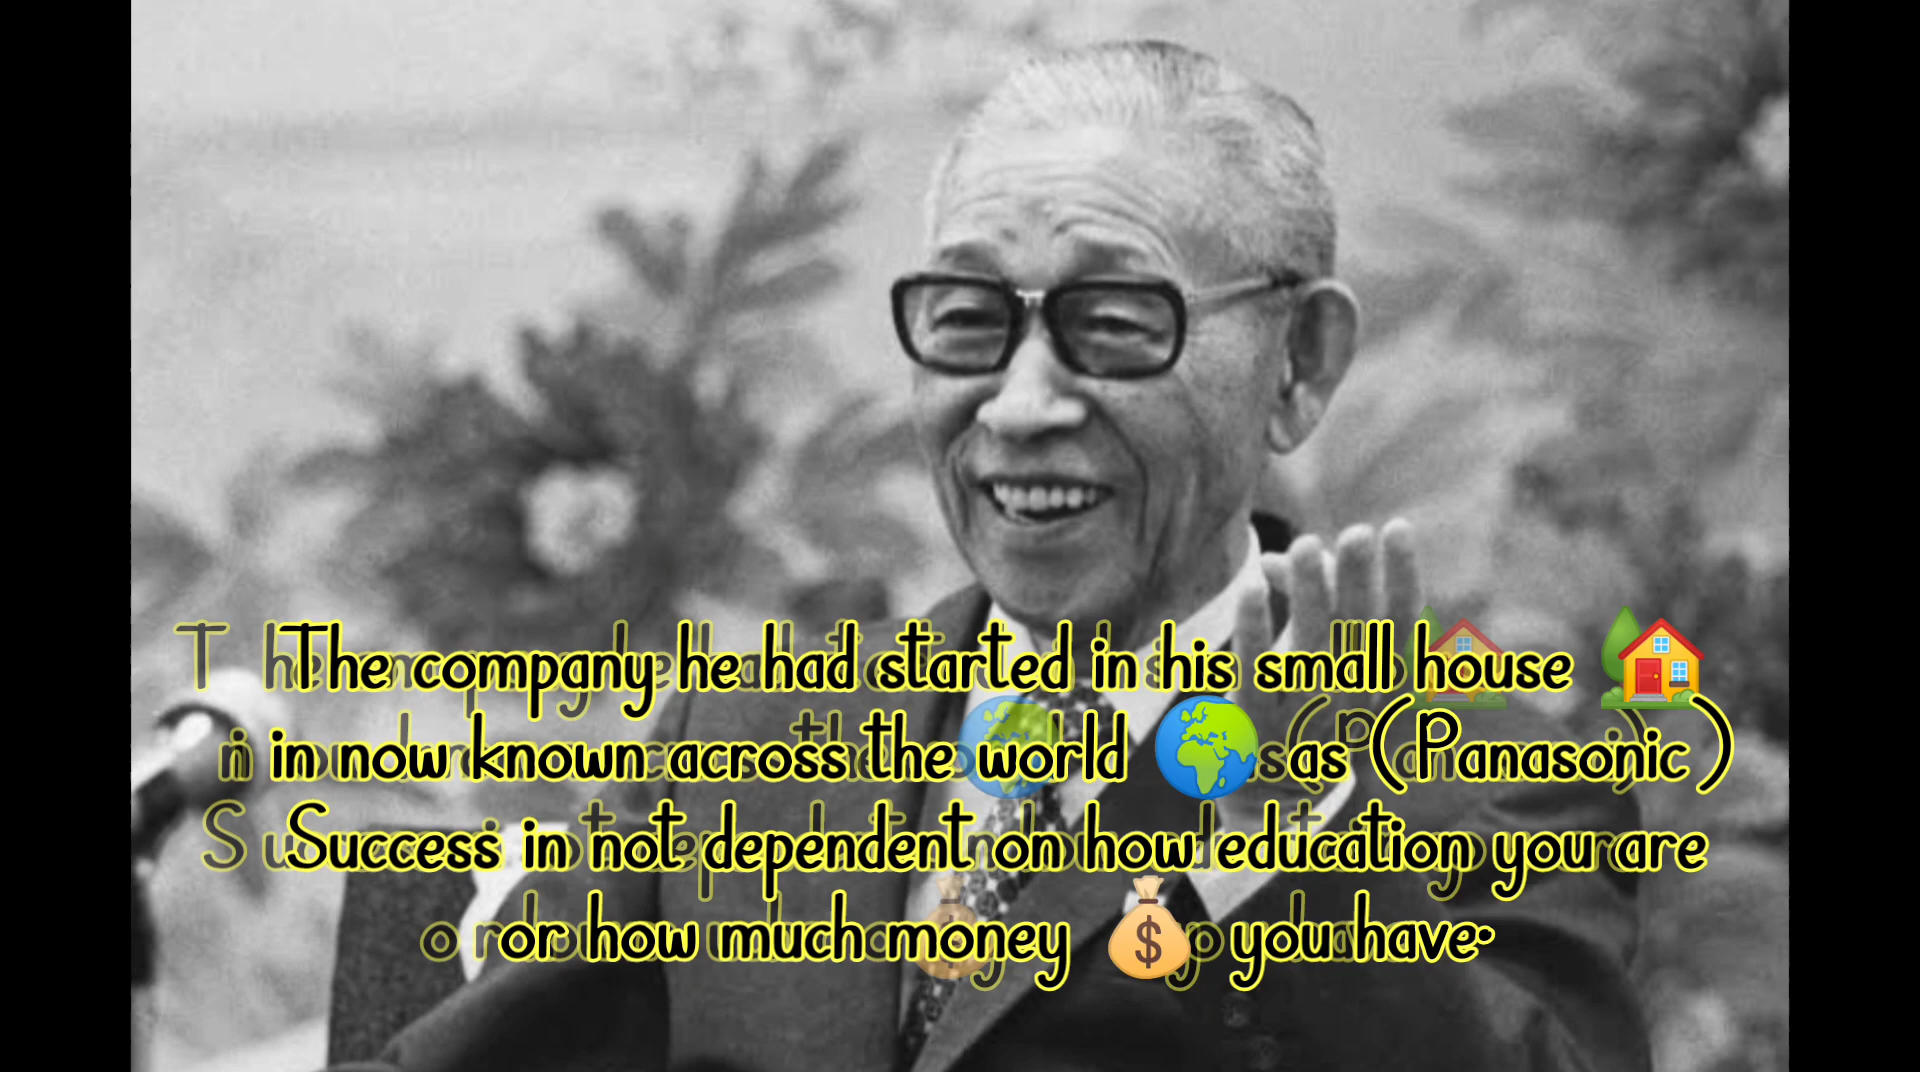 The company he had started in his small house 🏡
in now known across the world 🌍 as (Panasonic)
Success in not dependent on how education you are
or how much money 💰 you have.